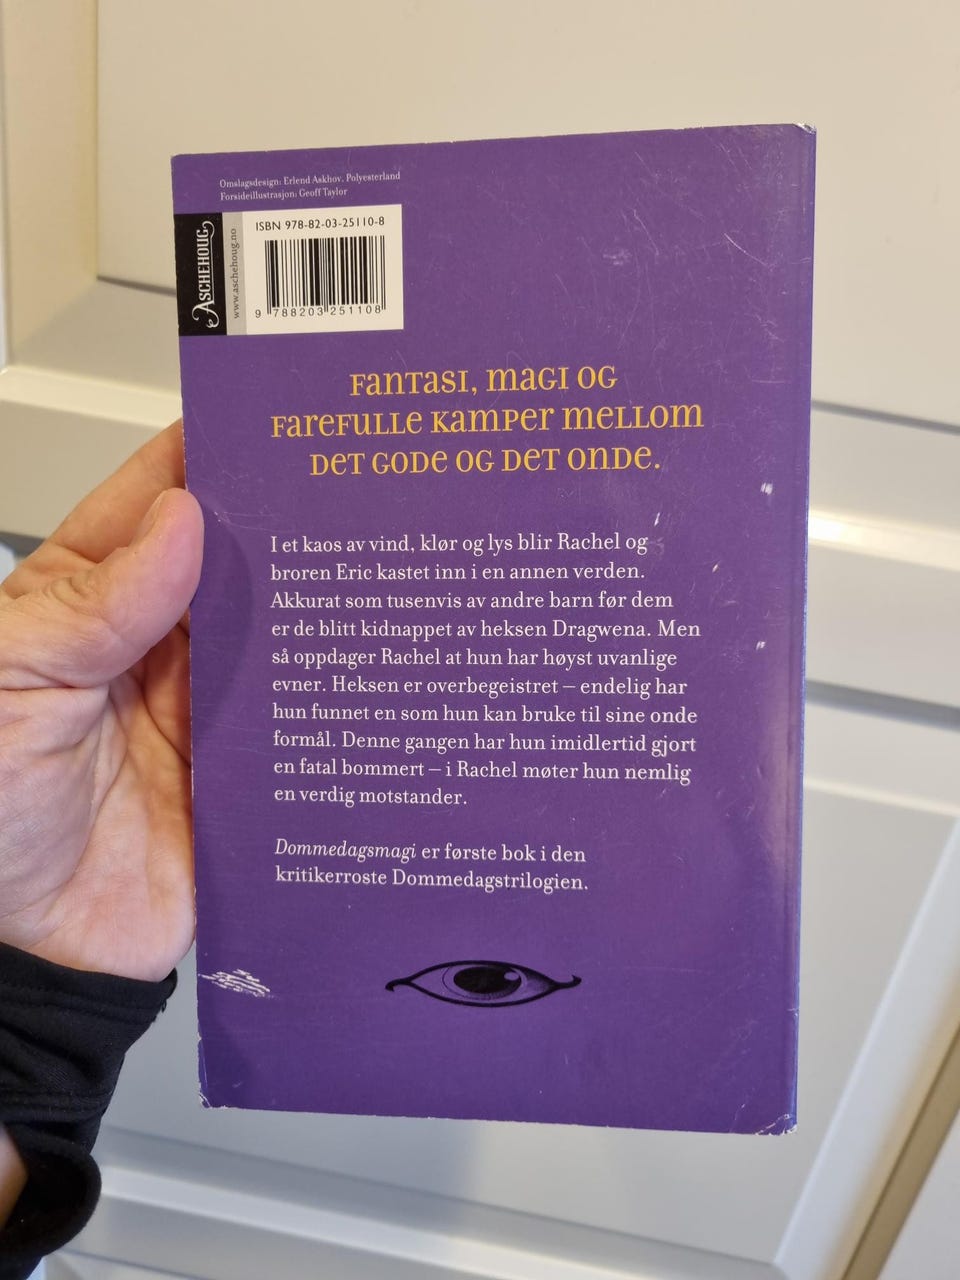 Omslagsdesign: Erlend Askhov, Polyesterland
Forsideillustrasjon: Geoff Taylor
ASCHEHOUG
www.aschehoug.no
ISBN 978-82-03-25110-8
9 788203 251108
FANTASI, MAGI OG
FAREFULLE KAMPER MELLOM
DET GODE OG DET ONDE.
I et kaos av vind, klør og lys blir Rachel og
broren Eric kastet inn i en annen verden.
Akkurat som tusenvis av andre barn før dem
er de blitt kidnappet av heksen Dragwena. Men
så oppdager Rachel at hun har høyst uvanlige
evner. Heksen er overbegeistret – endelig har
hun funnet en som hun kan bruke til sine onde
formål. Denne gangen har hun imidlertid gjort
en fatal bommert – i Rachel møter hun nemlig
en verdig motstander.
Dommedagsmagi er første bok i den
kritikerroste Dommedagstrilogien.